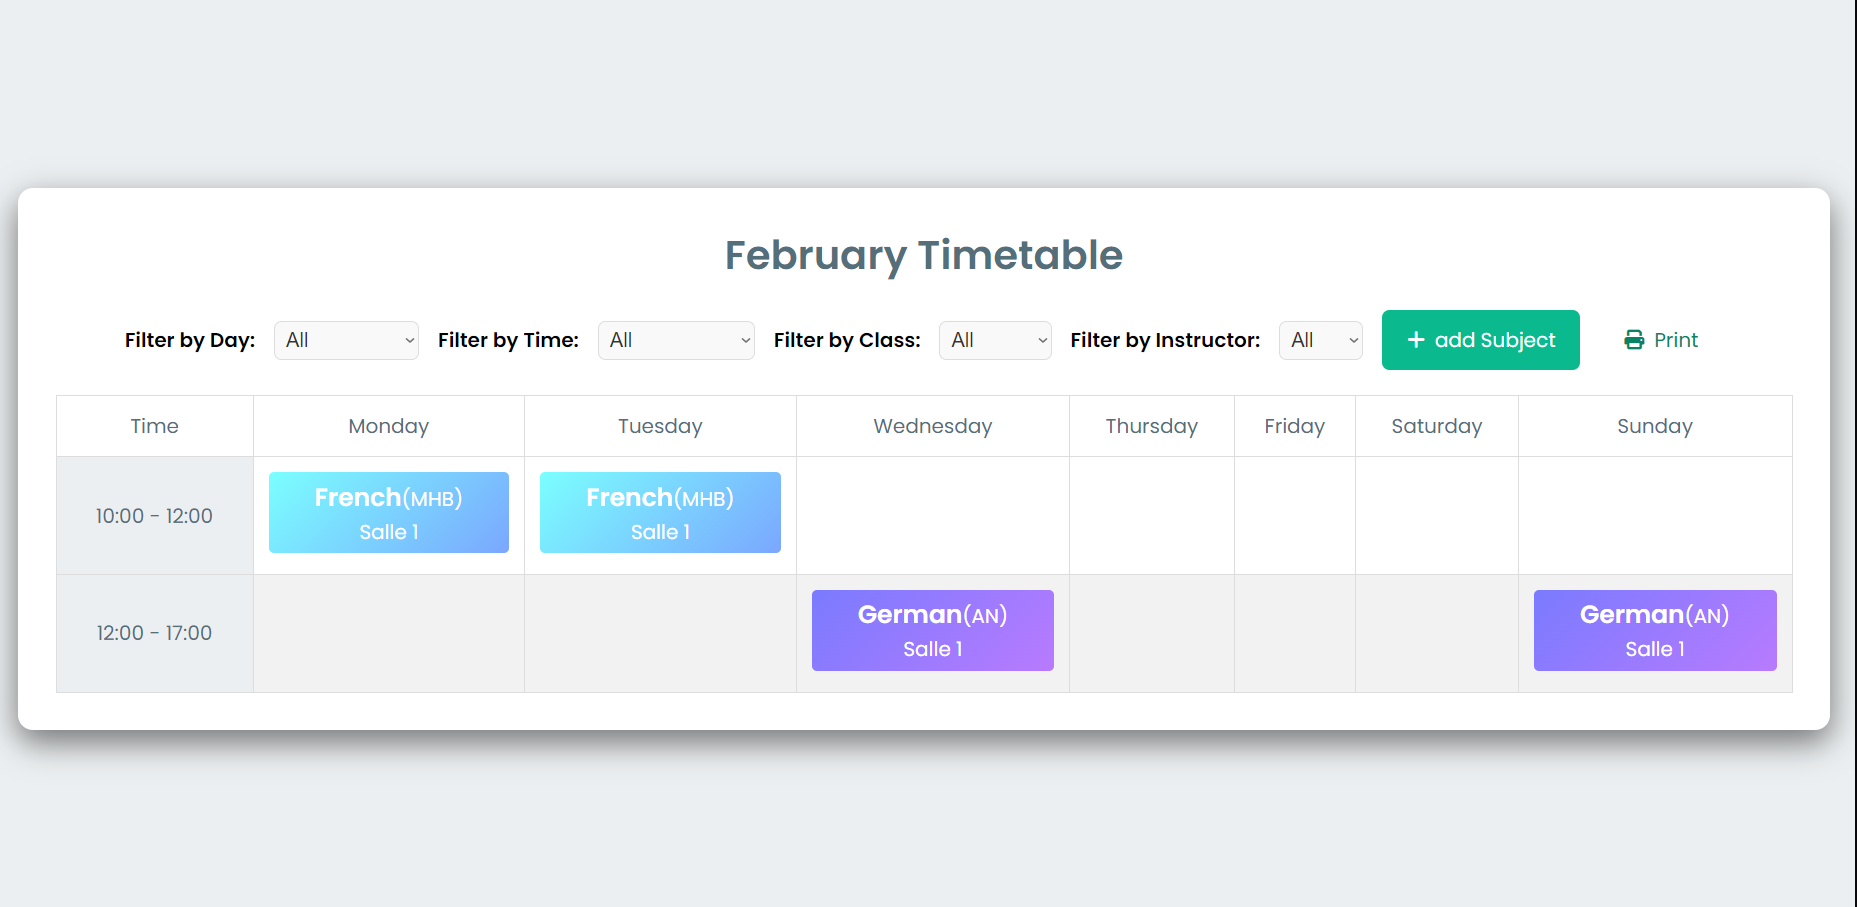 February Timetable
Filter by Day: All Filter by Time: All Filter by Class: All Filter by Instructor: All + add Subject Print
Time Monday Tuesday Wednesday Thursday Friday Saturday Sunday
10:00 - 12:00
French(MHB)
Salle 1
French(MHB)
Salle 1
12:00 - 17:00
German(AN)
Salle 1
German(AN)
Salle 1